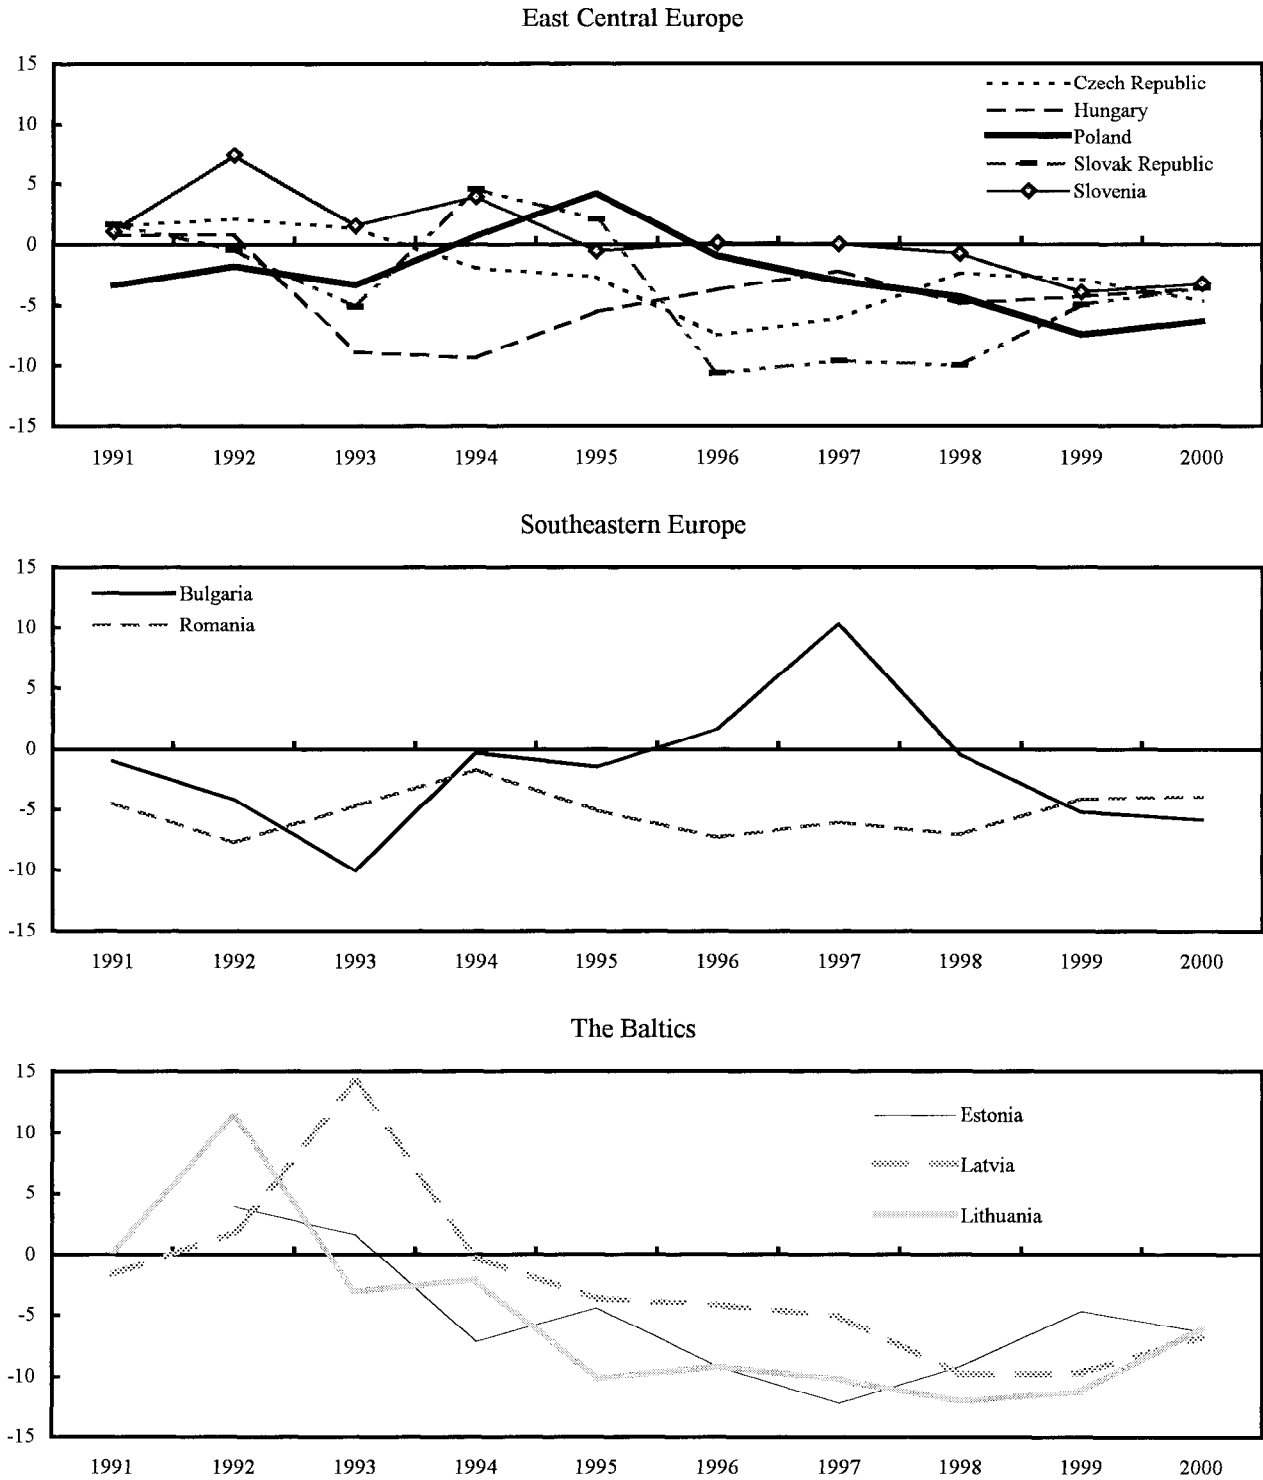 East Central Europe
15
10
5
0
-5
-10
-15
Czech Republic
Hungary
Poland
Slovak Republic
Slovenia
1991 1992 1993 1994 1995 1996 1997 1998 1999 2000
Southeastern Europe
15
10
5
0
-5
-10
-15
Bulgaria
Romania
1991 1992 1993 1994 1995 1996 1997 1998 1999 2000
The Baltics
15
10
5
0
-5
-10
-15
Estonia
Latvia
Lithuania
1991 1992 1993 1994 1995 1996 1997 1998 1999 2000